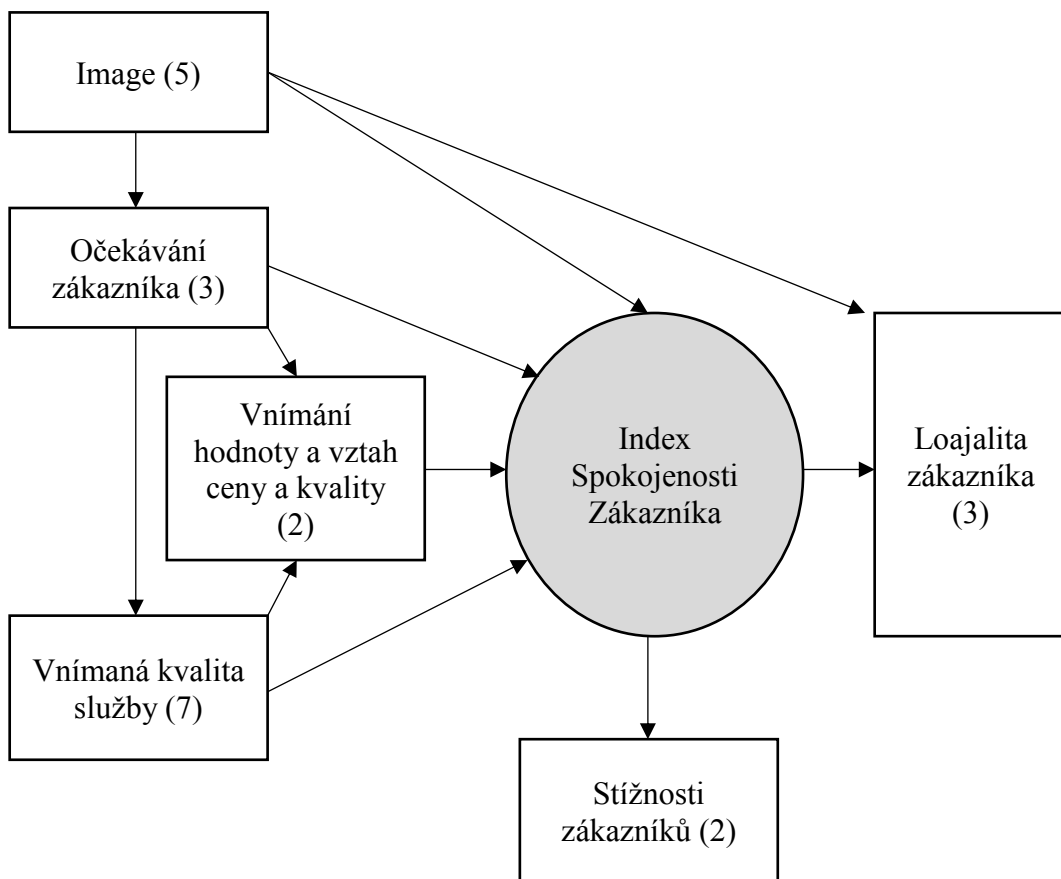 Image (5)
Očekávání
zákazníka (3)
Vnímání
hodnoty a vztah
ceny a kvality
(2)
Index
Spokojenosti
Zákazníka
Loajalita
zákazníka
(3)
Vnímaná kvalita
služby (7)
Stížnosti
zákazníků (2)